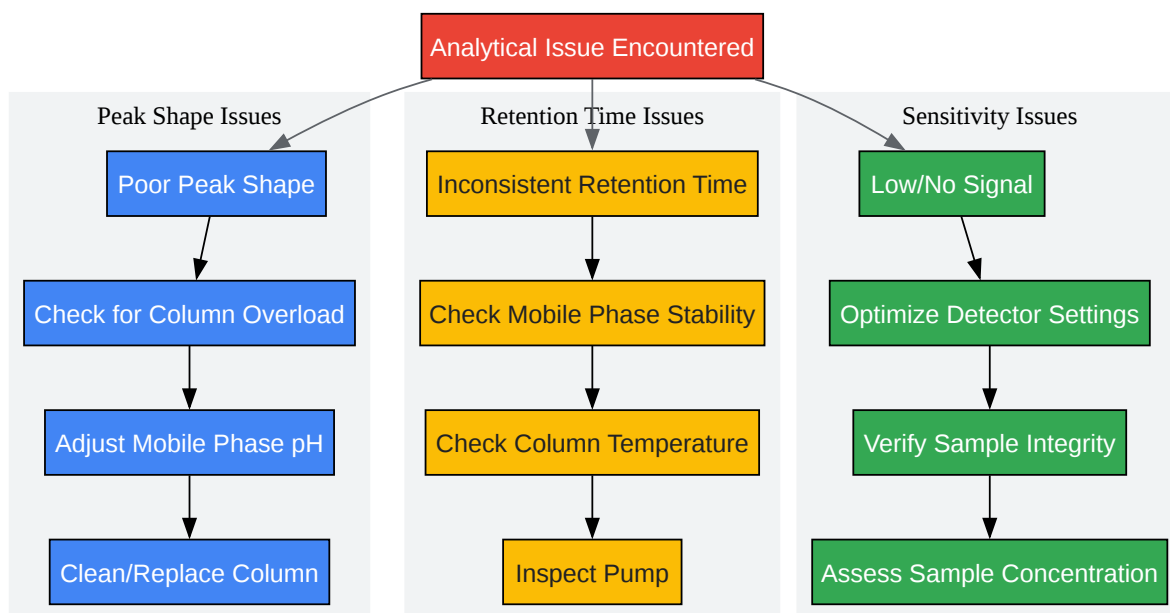 Analytical Issue Encountered
Peak Shape Issues
Poor Peak Shape
Check for Column Overload
Adjust Mobile Phase pH
Clean/Replace Column
Retention Time Issues
Inconsistent Retention Time
Check Mobile Phase Stability
Check Column Temperature
Inspect Pump
Sensitivity Issues
Low/No Signal
Optimize Detector Settings
Verify Sample Integrity
Assess Sample Concentration